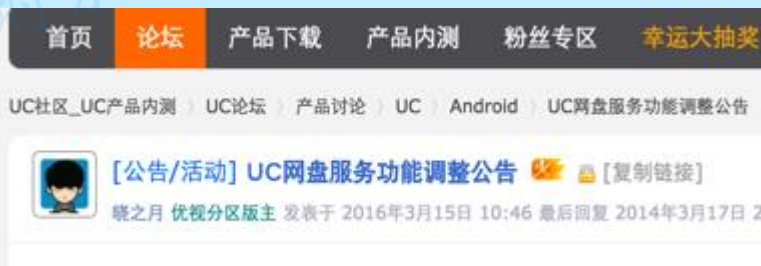 首页 论坛 产品下载 产品内测 粉丝专区 幸运大抽奖
UC社区_UC产品内测 UC论坛 产品讨论 UC Android UC网盘服务功能调整公告
[公告/活动] UC网盘服务功能调整公告 [复制链接]
晓之月 优视分区版主 发表于 2016年3月15日 10:46 最后回复 2014年3月17日 2